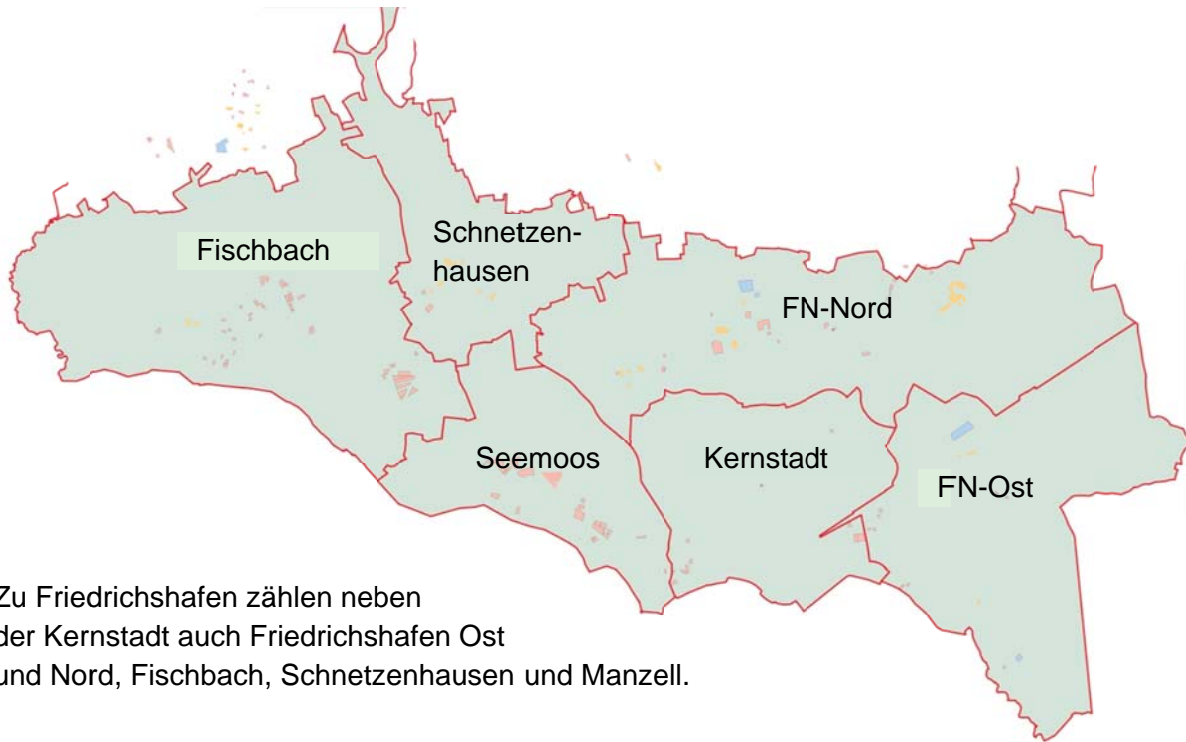 Schnetzen-
hausen
Fischbach
FN-Nord
Seemoos
Kernstadt
FN-Ost
Zu Friedrichshafen zählen neben
der Kernstadt auch Friedrichshafen Ost
und Nord, Fischbach, Schnetzenhausen und Manzell.